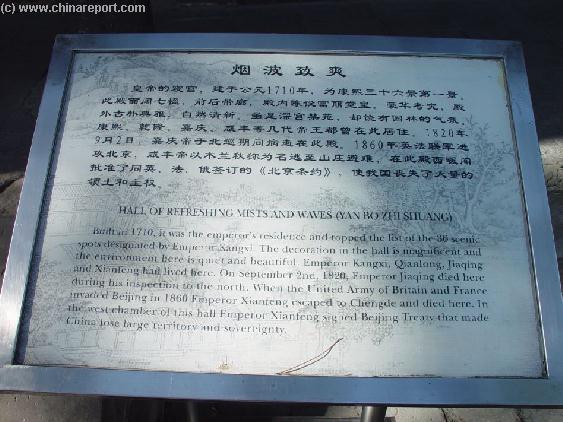 (c) www.chinareport.com
烟波致爽
皇帝的寝宫，建于公元1710年，为康熙三十六景第一景，
此殿面阔七楹，前后带廊，殿内陈设富丽堂皇，豪华考究，殿
外古朴典雅，自然清新，虽是深宫禁苑，却饶有园林的气氛，
康熙、乾隆、嘉庆、咸丰等几代帝王都曾在此居住，1820年
9月2日，嘉庆帝于北巡期间病逝在此殿。1860年英法联军进
攻北京，咸丰帝以木兰秋狝为名逃至山庄避难，在此殿西暖阁
批准了同英、法、俄签订的《北京条约》，使我国丧失了大量的
领土和主权。
HALL OF REFRESHING MISTS AND WAVES (YAN BO ZHI SHUANG)
Built in 1710, it was the emperor's residence and topped the list of the 36 scenic
spots designated by Emperor Kangxi. The decoration in the hall is magnificent and
the environment here is quiet and beautiful. Emperor Kangxi, Qianlong, Jiaqing
and Xianfeng had lived here. On September 2nd, 1820, Emperor Jiaqing died here
during his inspection to the north. When the United Army of Britain and France
invaded Beijing in 1860 Emperor Xianfeng escaped to Chengde and died here. In
the west chamber of this hall Emperor Xianfeng signed Beijing Treaty that made
China lose large territory and sovereignty.